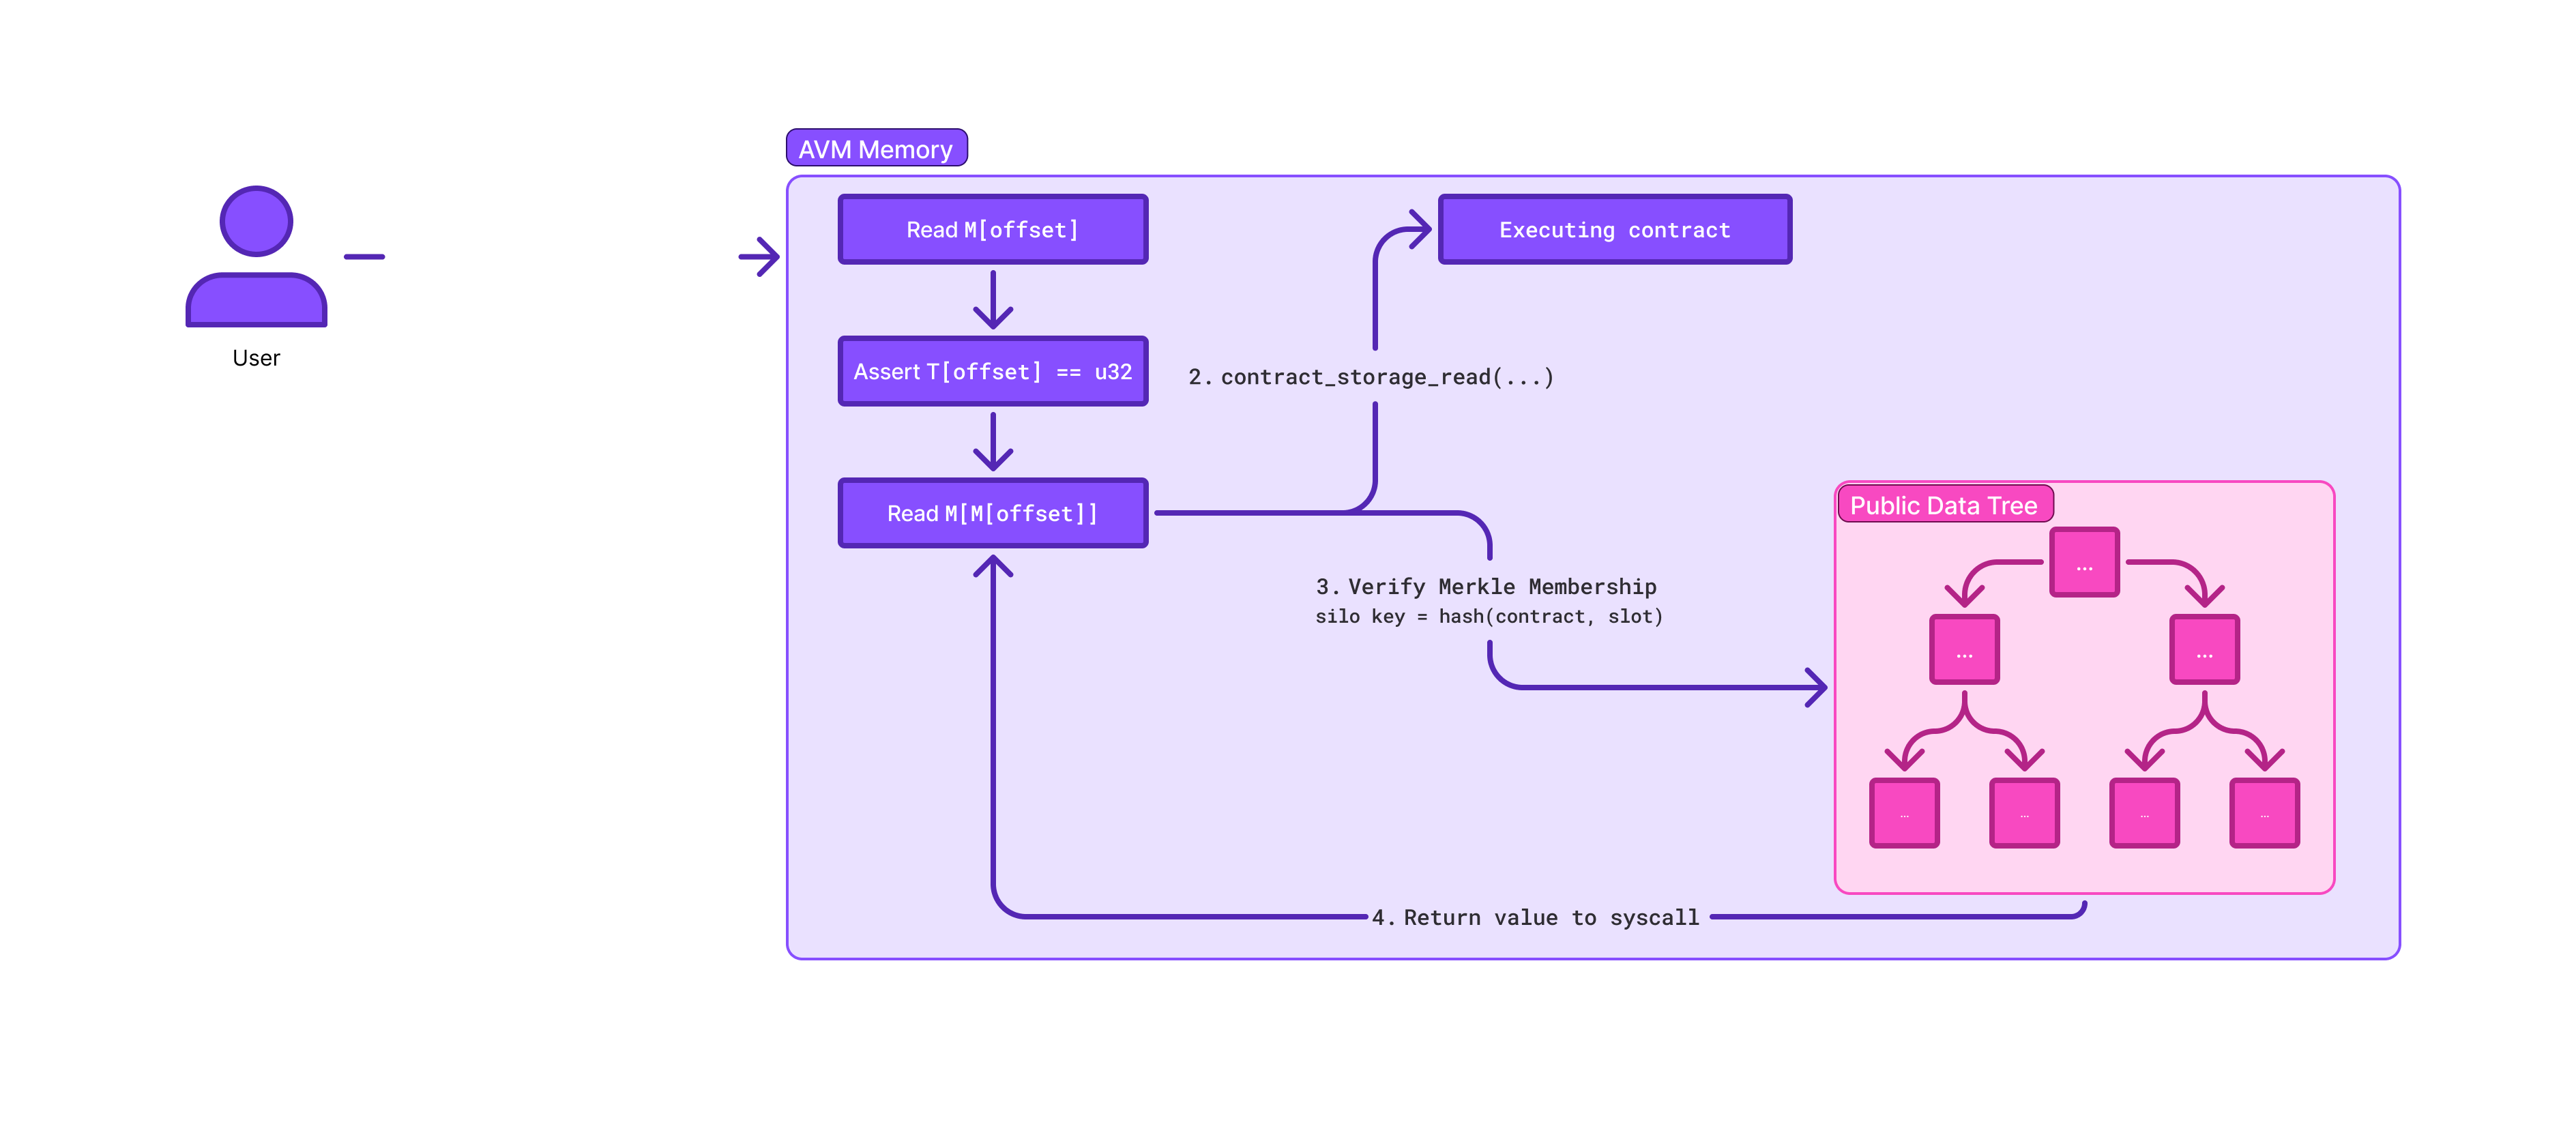 AVM Memory
User
Read M[offset]
Executing contract
Assert T[offset] == u32
2. contract_storage_read(...)
Read M[M[offset]]
3. Verify Merkle Membership
silo key = hash(contract, slot)
Public Data Tree
...
...
...
...
...
...
...
4. Return value to syscall